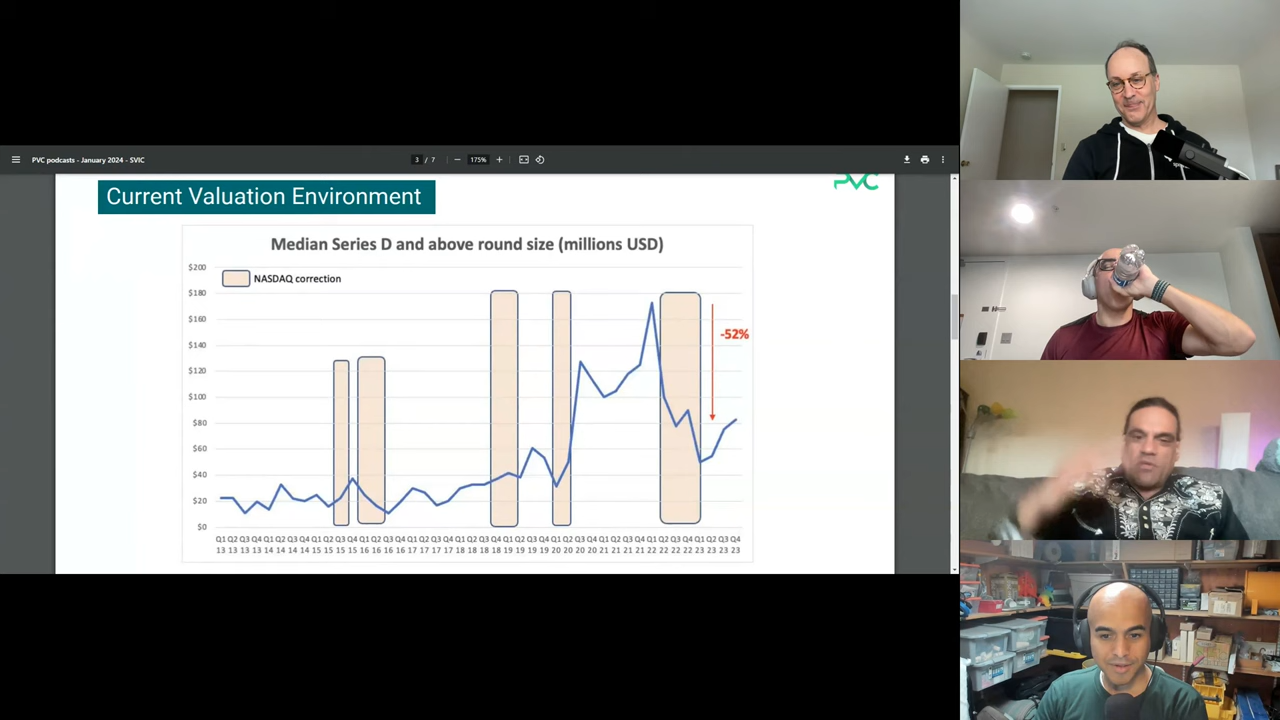 PVC podcasts - January 2024 - SVIC
3 / 7
175%
Current Valuation Environment
PVC
Median Series D and above round size (millions USD)
NASDAQ correction
$200
$180
$160
$140
$120
$100
$80
$60
$40
$20
$0
-52%
Q1 Q2 Q3 Q4 Q1 Q2 Q3 Q4 Q1 Q2 Q3 Q4 Q1 Q2 Q3 Q4 Q1 Q2 Q3 Q4 Q1 Q2 Q3 Q4 Q1 Q2 Q3 Q4 Q1 Q2 Q3 Q4 Q1 Q2 Q3 Q4 Q1 Q2 Q3 Q4 Q1 Q2 Q3 Q4
13 13 13 13 14 14 14 14 15 15 15 15 16 16 16 16 17 17 17 17 18 18 18 18 19 19 19 19 20 20 20 20 21 21 21 21 22 22 22 22 23 23 23 23